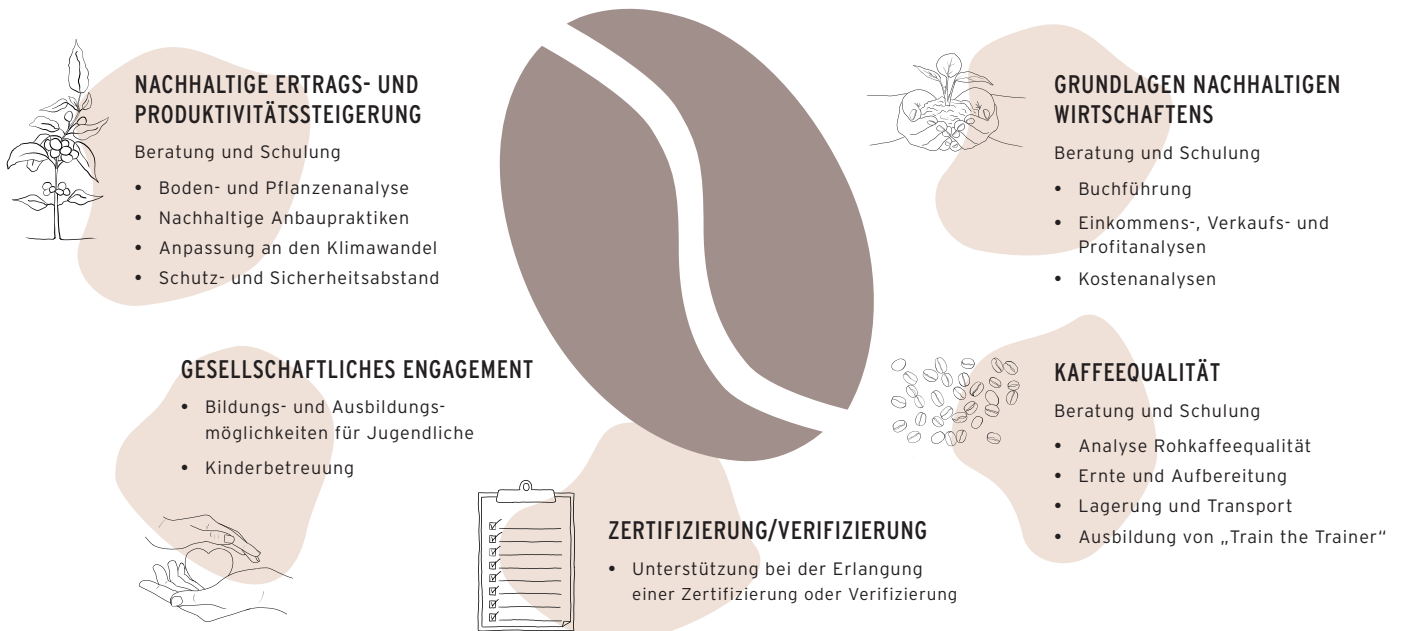 NACHHALTIGE ERTRAGS- UND
PRODUKTIVITÄTSSTEIGERUNG
Beratung und Schulung
• Boden- und Pflanzenanalyse
• Nachhaltige Anbaupraktiken
• Anpassung an den Klimawandel
• Schutz- und Sicherheitsabstand
GRUNDLAGEN NACHHALTIGEN
WIRTSCHAFTENS
Beratung und Schulung
• Buchführung
• Einkommens-, Verkaufs- und
Profitanalysen
• Kostenanalysen
GESELLSCHAFTLICHES ENGAGEMENT
• Bildungs- und Ausbildungs-
möglichkeiten für Jugendliche
• Kinderbetreuung
KAFFEEQUALITÄT
Beratung und Schulung
• Analyse Rohkaffeequalität
• Ernte und Aufbereitung
• Lagerung und Transport
• Ausbildung von „Train the Trainer“
ZERTIFIZIERUNG/VERIFIZIERUNG
• Unterstützung bei der Erlangung
einer Zertifizierung oder Verifizierung